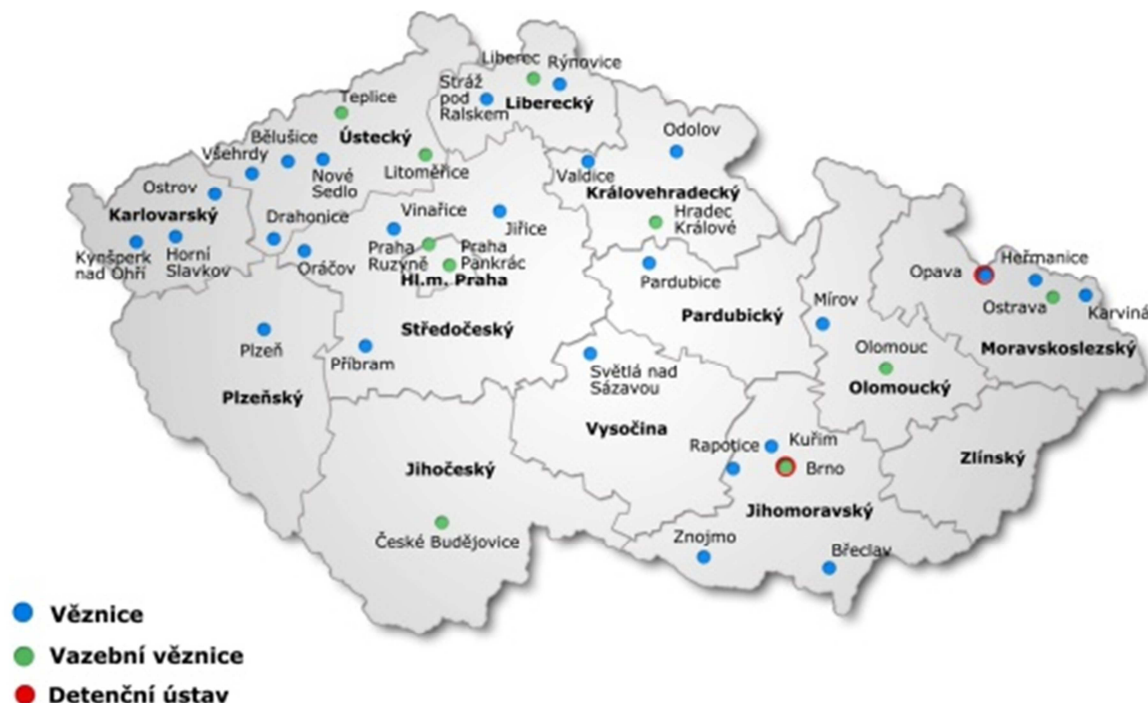 Liberec
Rýnovice
Stráž
pod
Ralskem
Liberecký
Teplice
Ústecký
Bělušice
Všehrdy
Nové
Sedlo
Litoměřice
Odolov
Valdice
Královehradecký
Hradec
Králové
Ostrov
Karlovarský
Kynšperk
nad Ohří
Horní
Slavkov
Drahonice
Oráčov
Vinařice
Jiřice
Praha
Ruzyně
Praha
Pankrác
Hl.m. Praha
Středočeský
Pardubice
Pardubický
Opava
Heřmanice
Ostrava
Karviná
Moravskoslezský
Mírov
Olomouc
Olomoucký
Plzeň
Plzeňský
Příbram
Světlá nad
Sázavou
Vysočina
Rapotice
Kuřim
Brno
Zlínský
Jihočeský
Jihomoravský
České Budějovice
Znojmo
Břeclav
Věznice
Vazební věznice
Detenční ústav